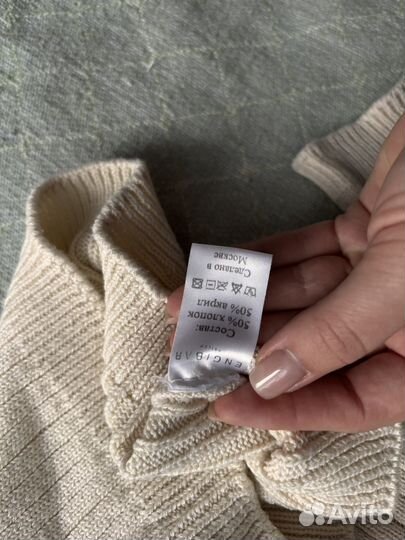 ENGIBAR
Состав:
50% хлопок
50% акрил
Сделано в
Москве
Avito